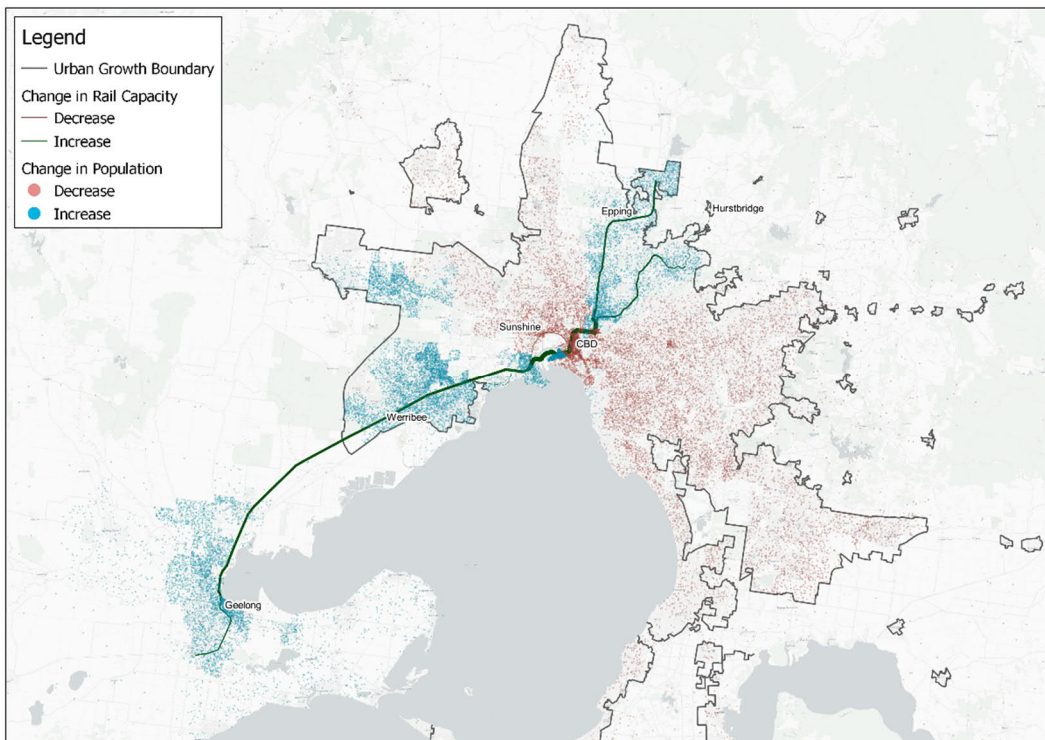 Legend
Urban Growth Boundary
Change in Rail Capacity
Decrease
Increase
Change in Population
Decrease
Increase
Epping
Hurstbridge
Sunshine
CBD
Werribee
Geelong